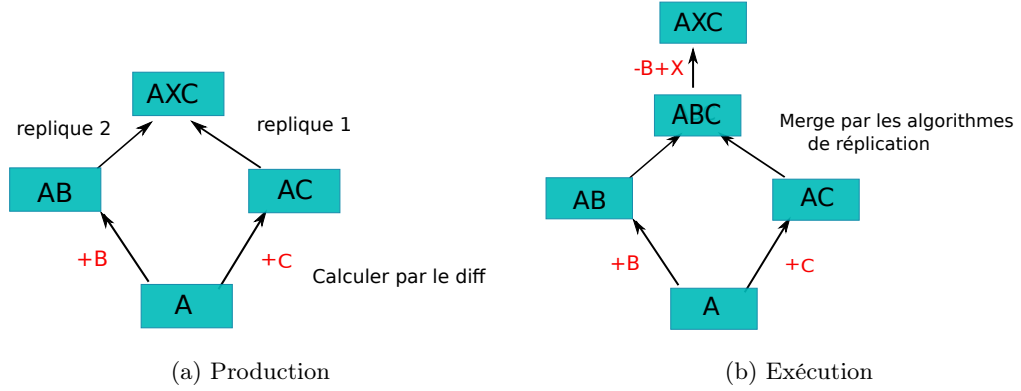 AXC
replique 2
replique 1
AB
AC
+B
+C
Calculer par le diff
A
(a) Production
AXC
-B+X
ABC
Merge par les algorithmes
de réplication
AB
AC
+B
+C
A
(b) Exécution